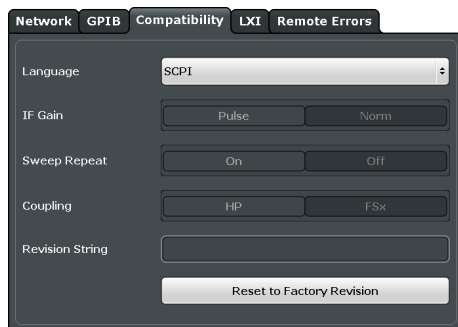 Network GPIB Compatibility LXI Remote Errors
Language SCPI
IF Gain Pulse Norm
Sweep Repeat On Off
Coupling HP FSx
Revision String
Reset to Factory Revision